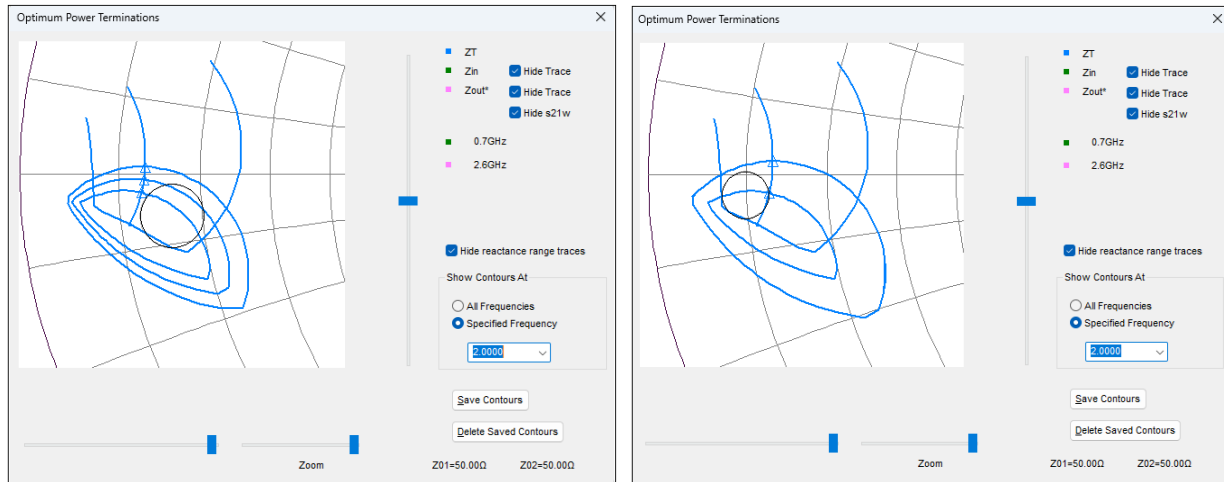 Optimum Power Terminations
ZT
Zin Hide Trace
Zout* Hide Trace
Hide s21w
0.7GHz
2.6GHz
Hide reactance range traces
Show Contours At
All Frequencies
Specified Frequency
2.0000
Save Contours
Delete Saved Contours
Zoom Z01=50.00Ω Z02=50.00Ω
Optimum Power Terminations
ZT
Zin Hide Trace
Zout* Hide Trace
Hide s21w
0.7GHz
2.6GHz
Hide reactance range traces
Show Contours At
All Frequencies
Specified Frequency
2.0000
Save Contours
Delete Saved Contours
Zoom Z01=50.00Ω Z02=50.00Ω